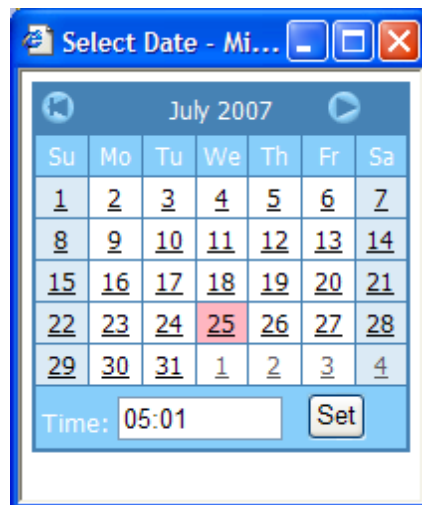 Select Date - Mi...
July 2007
Su Mo Tu We Th Fr Sa
1 2 3 4 5 6 7
8 9 10 11 12 13 14
15 16 17 18 19 20 21
22 23 24 25 26 27 28
29 30 31 1 2 3 4
Time: 05:01 Set